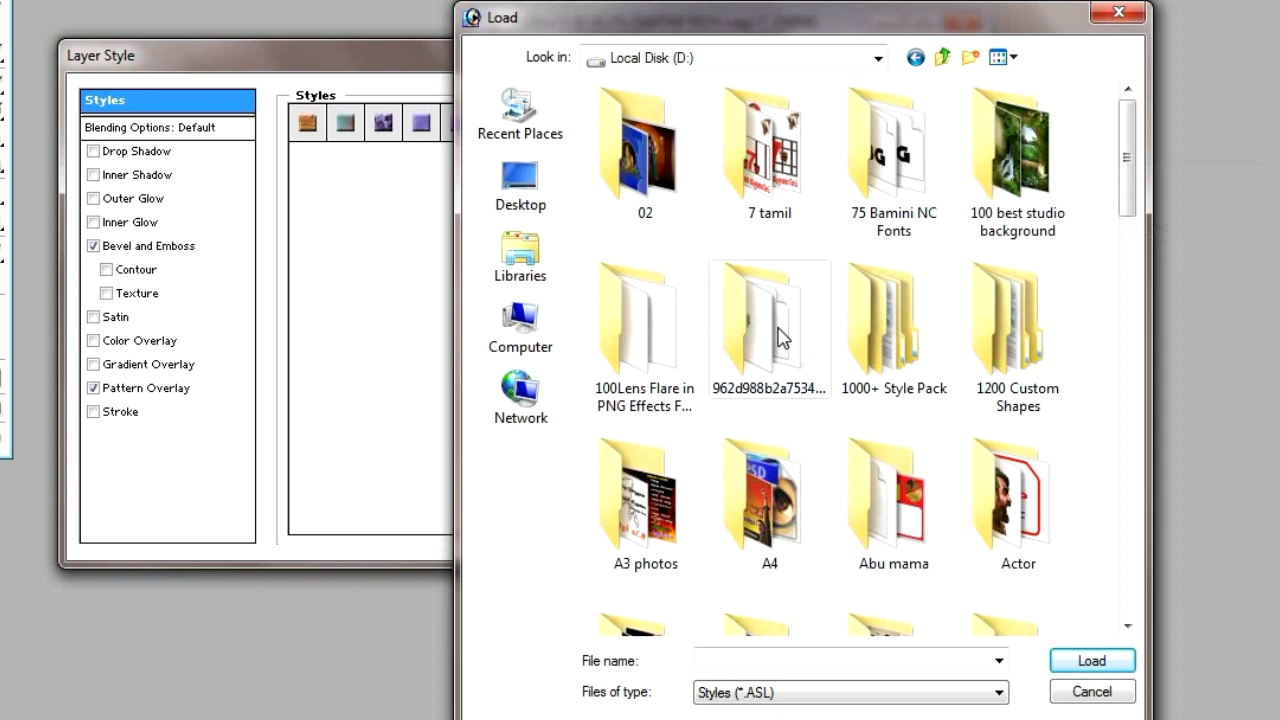 Load
Layer Style
Look in:
Local Disk (D:)
Styles
Styles
Blending Options: Default
Drop Shadow
Inner Shadow
Outer Glow
Inner Glow
Bevel and Emboss
Contour
Texture
Satin
Color Overlay
Gradient Overlay
Pattern Overlay
Stroke
Recent Places
Desktop
Libraries
Computer
Network
02
7 tamil
75 Bamini NC
Fonts
100 best studio
background
100Lens Flare in
PNG Effects F...
962d988b2a7534...
1000+ Style Pack
1200 Custom
Shapes
A3 photos
A4
Abu mama
Actor
File name:
Load
Files of type:
Styles (*.ASL)
Cancel